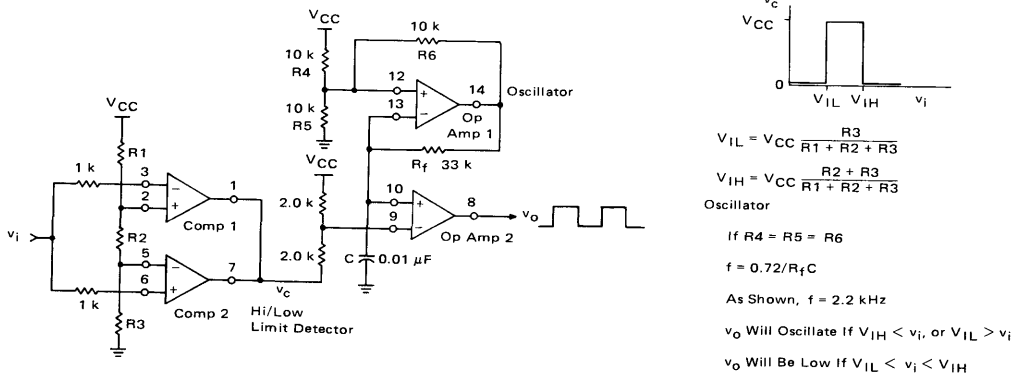 VCC
10 k
R4
10 k
R6
12
13
+
−
14
Oscillator
Op
Amp 1
10 k
R5
Rf 33 k
VCC
R1
1 k
3
2
−
+
1
Comp 1
vi
R2
5
6
−
+
7
Comp 2
1 k
R3
vc
Hi/Low
Limit Detector
VCC
2.0 k
2.0 k
10
9
+
−
8
Op Amp 2
vo
C
0.01 µF
vc
VCC
0
VIL
VIH
vi
VIL = VCC R3 / R1 + R2 + R3
VIH = VCC R2 + R3 / R1 + R2 + R3
Oscillator
If R4 = R5 = R6
f = 0.72/RfC
As Shown, f = 2.2 kHz
vo Will Oscillate If VIH < vi, or VIL > vi
vo Will Be Low If VIL < vi < VIH